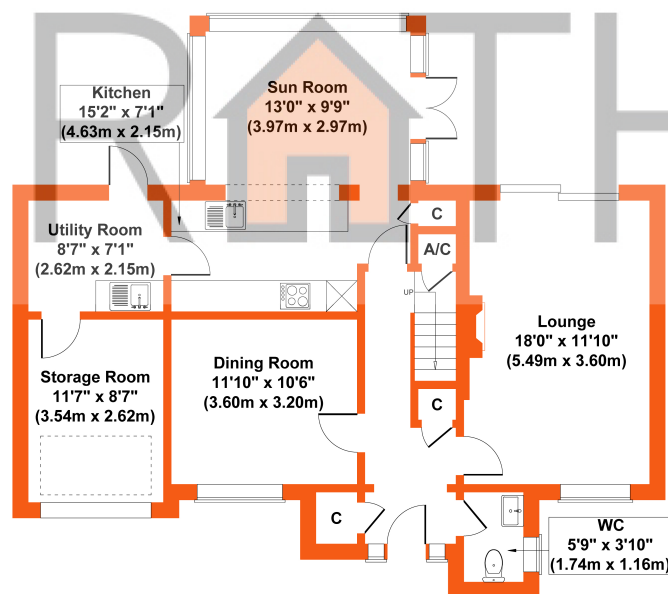 R TH
Kitchen
15'2" x 7'1"
(4.63m x 2.15m)
Sun Room
13'0" x 9'9"
(3.97m x 2.97m)
Utility Room
8'7" x 7'1"
(2.62m x 2.15m)
C
A/C
UP
Lounge
18'0" x 11'10"
(5.49m x 3.60m)
Dining Room
11'10" x 10'6"
(3.60m x 3.20m)
Storage Room
11'7" x 8'7"
(3.54m x 2.62m)
C
C
WC
5'9" x 3'10"
(1.74m x 1.16m)